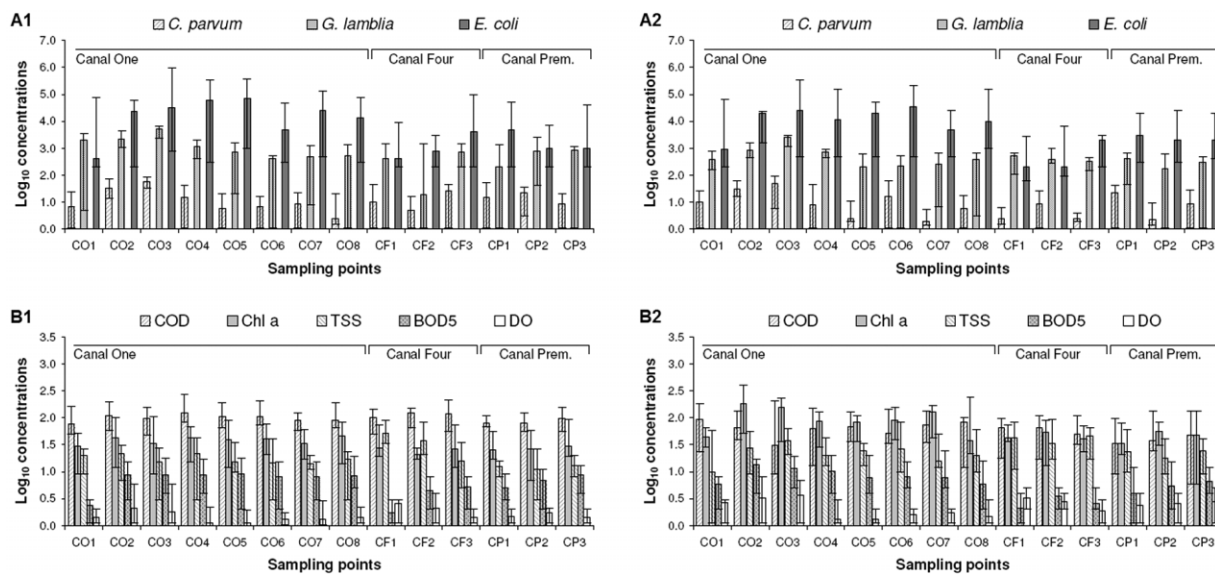 A1
C. parvum G. lamblia E. coli
Canal One Canal Four Canal Prem.
7.0
6.0
5.0
4.0
3.0
2.0
1.0
0.0
Log10 concentrations
CO1 CO2 CO3 CO4 CO5 CO6 CO7 CO8 CF1 CF2 CF3 CP1 CP2 CP3
Sampling points
A2
C. parvum G. lamblia E. coli
Canal One Canal Four Canal Prem.
7.0
6.0
5.0
4.0
3.0
2.0
1.0
0.0
Log10 concentrations
CO1 CO2 CO3 CO4 CO5 CO6 CO7 CO8 CF1 CF2 CF3 CP1 CP2 CP3
Sampling points
B1
COD Chl a TSS BOD5 DO
Canal One Canal Four Canal Prem.
3.5
3.0
2.5
2.0
1.5
1.0
0.5
0.0
Log10 concentrations
CO1 CO2 CO3 CO4 CO5 CO6 CO7 CO8 CF1 CF2 CF3 CP1 CP2 CP3
Sampling points
B2
COD Chl a TSS BOD5 DO
Canal One Canal Four Canal Prem.
3.5
3.0
2.5
2.0
1.5
1.0
0.5
0.0
Log10 concentrations
CO1 CO2 CO3 CO4 CO5 CO6 CO7 CO8 CF1 CF2 CF3 CP1 CP2 CP3
Sampling points